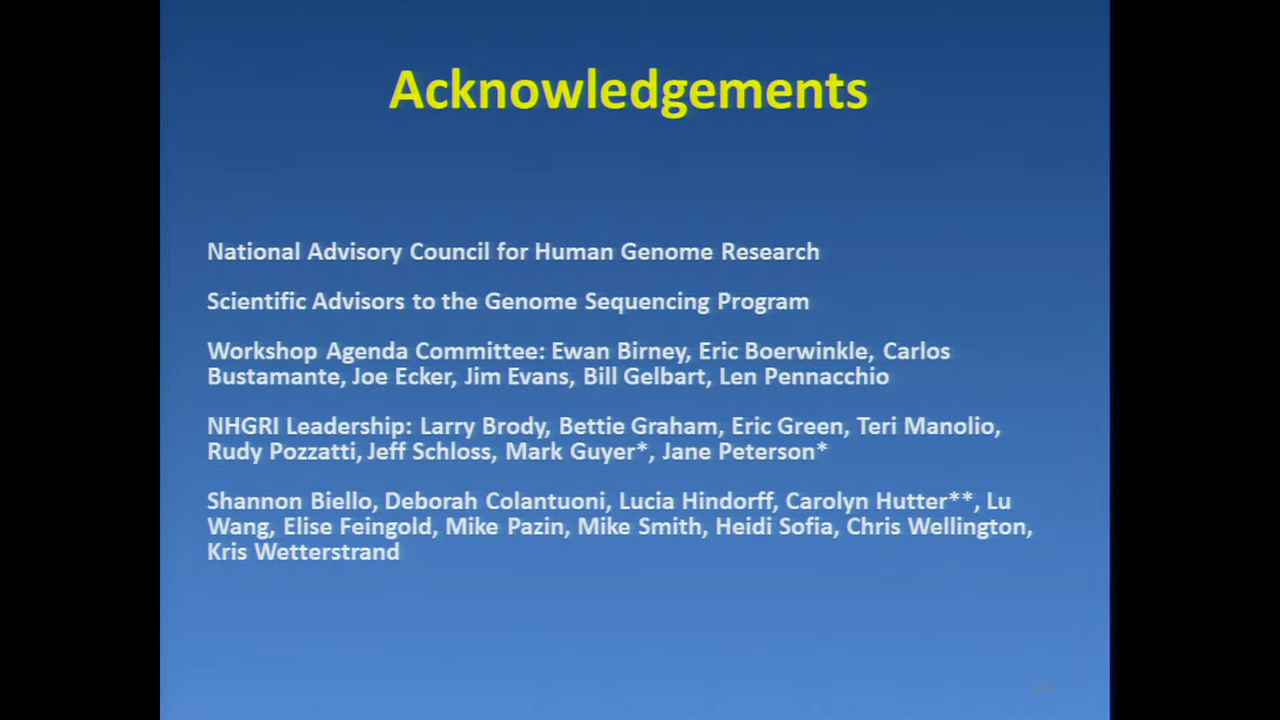 Acknowledgements
National Advisory Council for Human Genome Research
Scientific Advisors to the Genome Sequencing Program
Workshop Agenda Committee: Ewan Birney, Eric Boerwinkle, Carlos
Bustamante, Joe Ecker, Jim Evans, Bill Gelbart, Len Pennacchio
NHGRI Leadership: Larry Brody, Bettie Graham, Eric Green, Teri Manolio,
Rudy Pozzatti, Jeff Schloss, Mark Guyer*, Jane Peterson*
Shannon Biello, Deborah Colantuoni, Lucia Hindorff, Carolyn Hutter**, Lu
Wang, Elise Feingold, Mike Pazin, Mike Smith, Heidi Sofia, Chris Wellington,
Kris Wetterstrand